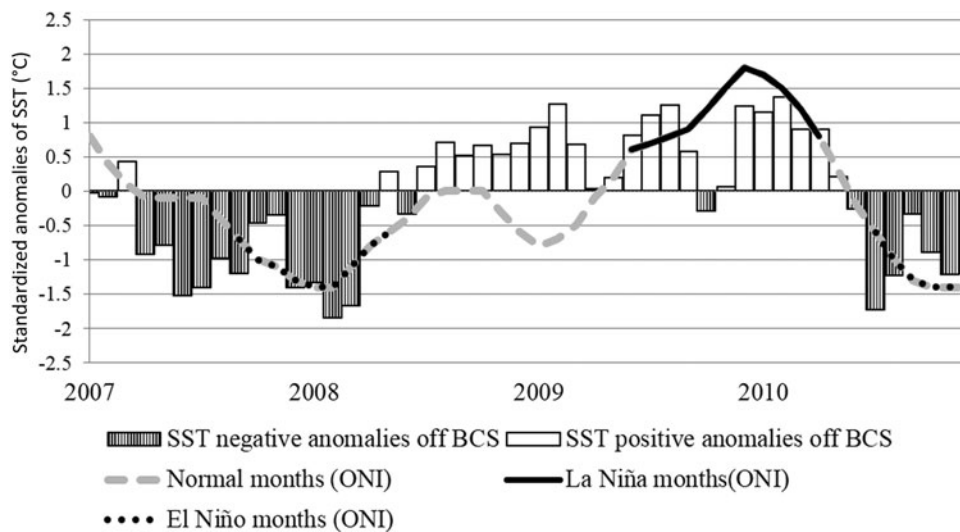 Standardized anomalies of SST (°C)
2.5
2
1.5
1
0.5
0
-0.5
-1
-1.5
-2
-2.5
2007 2008 2009 2010
SST negative anomalies off BCS SST positive anomalies off BCS
Normal months (ONI) La Niña months(ONI)
El Niño months (ONI)